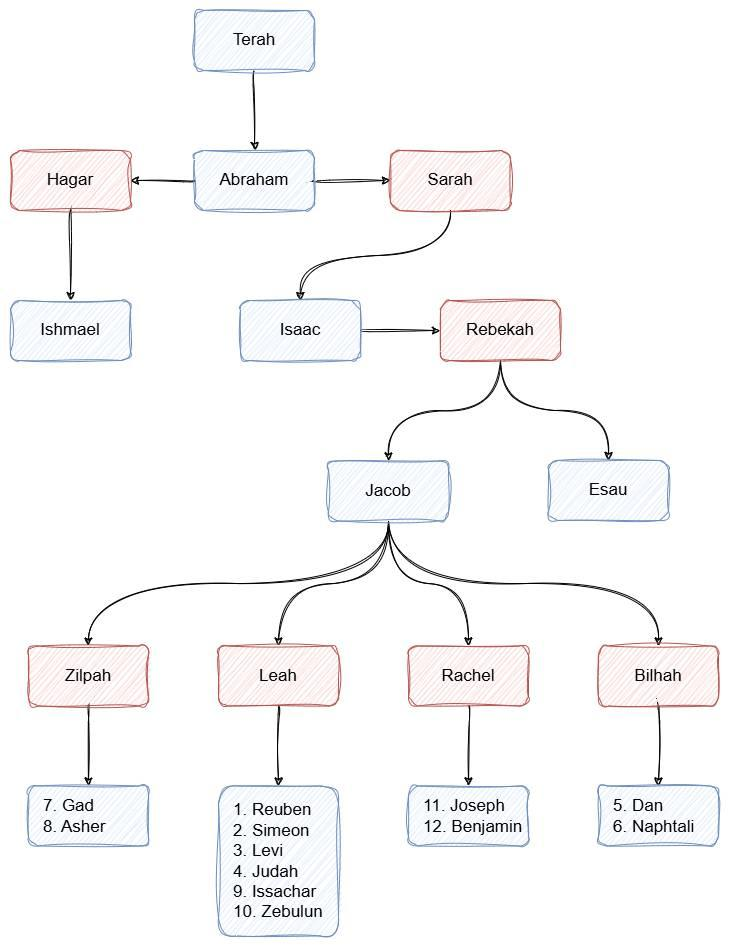 Terah
Hagar
Abraham
Sarah
Ishmael
Isaac
Rebekah
Jacob
Esau
Zilpah
Leah
Rachel
Bilhah
7. Gad
8. Asher
1. Reuben
2. Simeon
3. Levi
4. Judah
9. Issachar
10. Zebulun
11. Joseph
12. Benjamin
5. Dan
6. Naphtali